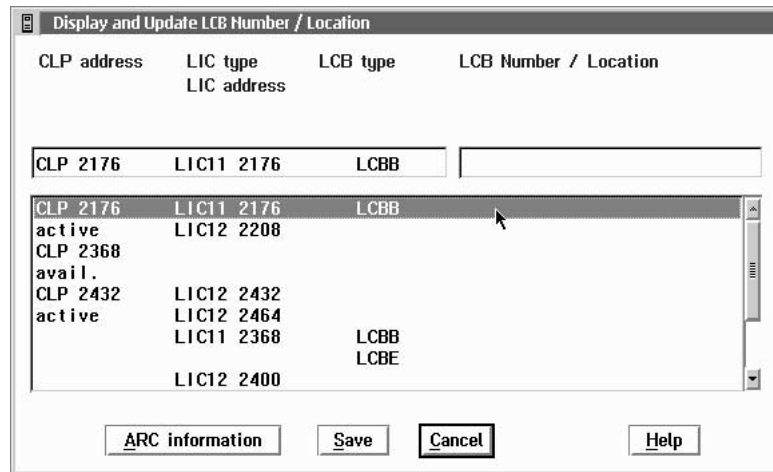 Display and Update LCB Number / Location
CLP address LIC type LCB type LCB Number / Location
LIC address
CLP 2176 LIC11 2176 LCBB
CLP 2176 LIC11 2176 LCBB
active LIC12 2208
CLP 2368
avail.
CLP 2432 LIC12 2432
active LIC12 2464
LIC11 2368 LCBB
LCBE
LIC12 2400
ARC information Save Cancel Help